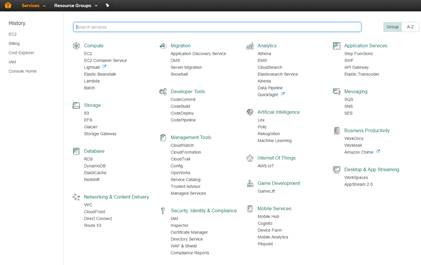 Services
Resource Groups
History
EC2
Billing
Cost Explorer
IAM
Console Home
Search services
Group
A-Z
Compute
EC2
EC2 Container Service
Lightsail
Elastic Beanstalk
Lambda
Batch
Storage
S3
EFS
Glacier
Storage Gateway
Database
RDS
DynamoDB
ElastiCache
Redshift
Networking & Content Delivery
VPC
CloudFront
Direct Connect
Route 53
Migration
Application Discovery Service
DMS
Server Migration
Snowball
Developer Tools
CodeCommit
CodeBuild
CodeDeploy
CodePipeline
Management Tools
CloudWatch
CloudFormation
CloudTrail
Config
OpsWorks
Service Catalog
Trusted Advisor
Managed Services
Security, Identity & Compliance
IAM
Inspector
Certificate Manager
Directory Service
WAF & Shield
Compliance Reports
Analytics
Athena
EMR
CloudSearch
Elasticsearch Service
Kinesis
Data Pipeline
QuickSight
Artificial Intelligence
Lex
Polly
Rekognition
Machine Learning
Internet Of Things
AWS IoT
Game Development
GameLift
Mobile Services
Mobile Hub
Cognito
Device Farm
Mobile Analytics
Pinpoint
Application Services
Step Functions
SWF
API Gateway
Elastic Transcoder
Messaging
SQS
SNS
SES
Business Productivity
WorkDocs
WorkMail
Amazon Chime
Desktop & App Streaming
WorkSpaces
AppStream 2.0